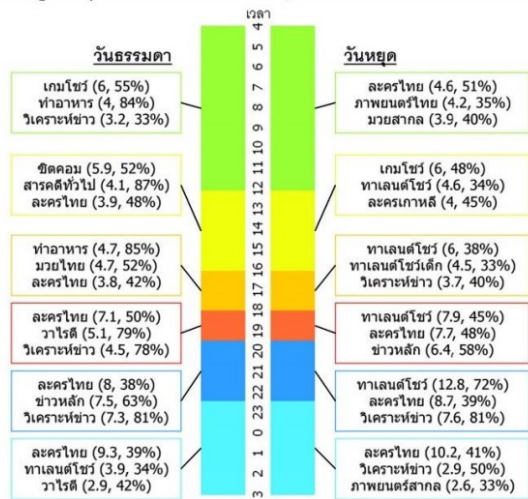 เวลา
วันธรรมดา
วันหยุด
4
5
6
7
8
9
10
11
12
13
14
15
16
17
18
19
20
21
22
23
0
1
2
3
เกมโชว์ (6, 55%)
ทำอาหาร (4, 84%)
วิเคราะห์ข่าว (3.2, 33%)
ละครไทย (4.6, 51%)
ภาพยนตร์ไทย (4.2, 35%)
มวยสากล (3.9, 40%)
ซิตคอม (5.9, 52%)
สารคดีทั่วไป (4.1, 87%)
ละครไทย (3.9, 48%)
เกมโชว์ (6, 48%)
ทาเลนต์โชว์ (4.6, 34%)
ละครเกาหลี (4, 45%)
ทำอาหาร (4.7, 85%)
มวยไทย (4.7, 52%)
ละครไทย (3.8, 42%)
ทาเลนต์โชว์ (6, 38%)
ทาเลนต์โชว์เด็ก (4.5, 33%)
วิเคราะห์ข่าว (3.7, 40%)
ละครไทย (7.1, 50%)
วาไรตี (5.1, 79%)
วิเคราะห์ข่าว (4.5, 78%)
ทาเลนต์โชว์ (7.9, 45%)
ละครไทย (7.7, 48%)
ข่าวหลัก (6.4, 58%)
ละครไทย (8, 38%)
ข่าวหลัก (7.5, 63%)
วิเคราะห์ข่าว (7.3, 81%)
ทาเลนต์โชว์ (12.8, 72%)
ละครไทย (8.7, 39%)
วิเคราะห์ข่าว (7.6, 81%)
ละครไทย (9.3, 39%)
ทาเลนต์โชว์ (3.9, 34%)
วาไรตี (2.9, 42%)
ละครไทย (10.2, 41%)
วิเคราะห์ข่าว (2.9, 50%)
ภาพยนตร์สากล (2.6, 33%)